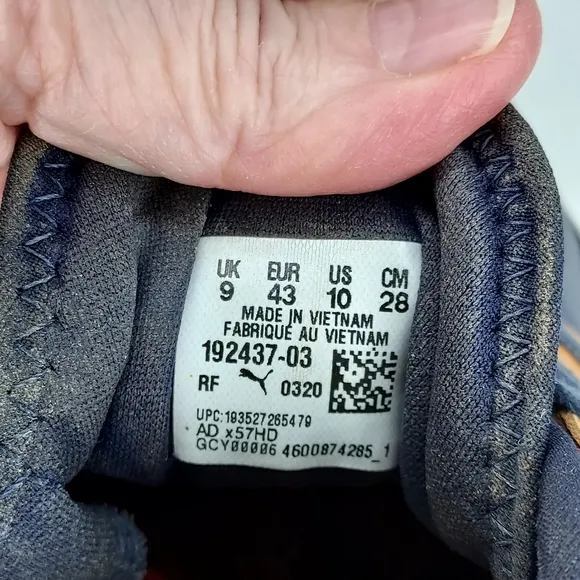 UK EUR US CM
9 43 10 28
MADE IN VIETNAM
FABRIQUÉ AU VIETNAM
192437-03
RF 0320
UPC:193527265479
AD x57HD
GCY00006 4600874285_1